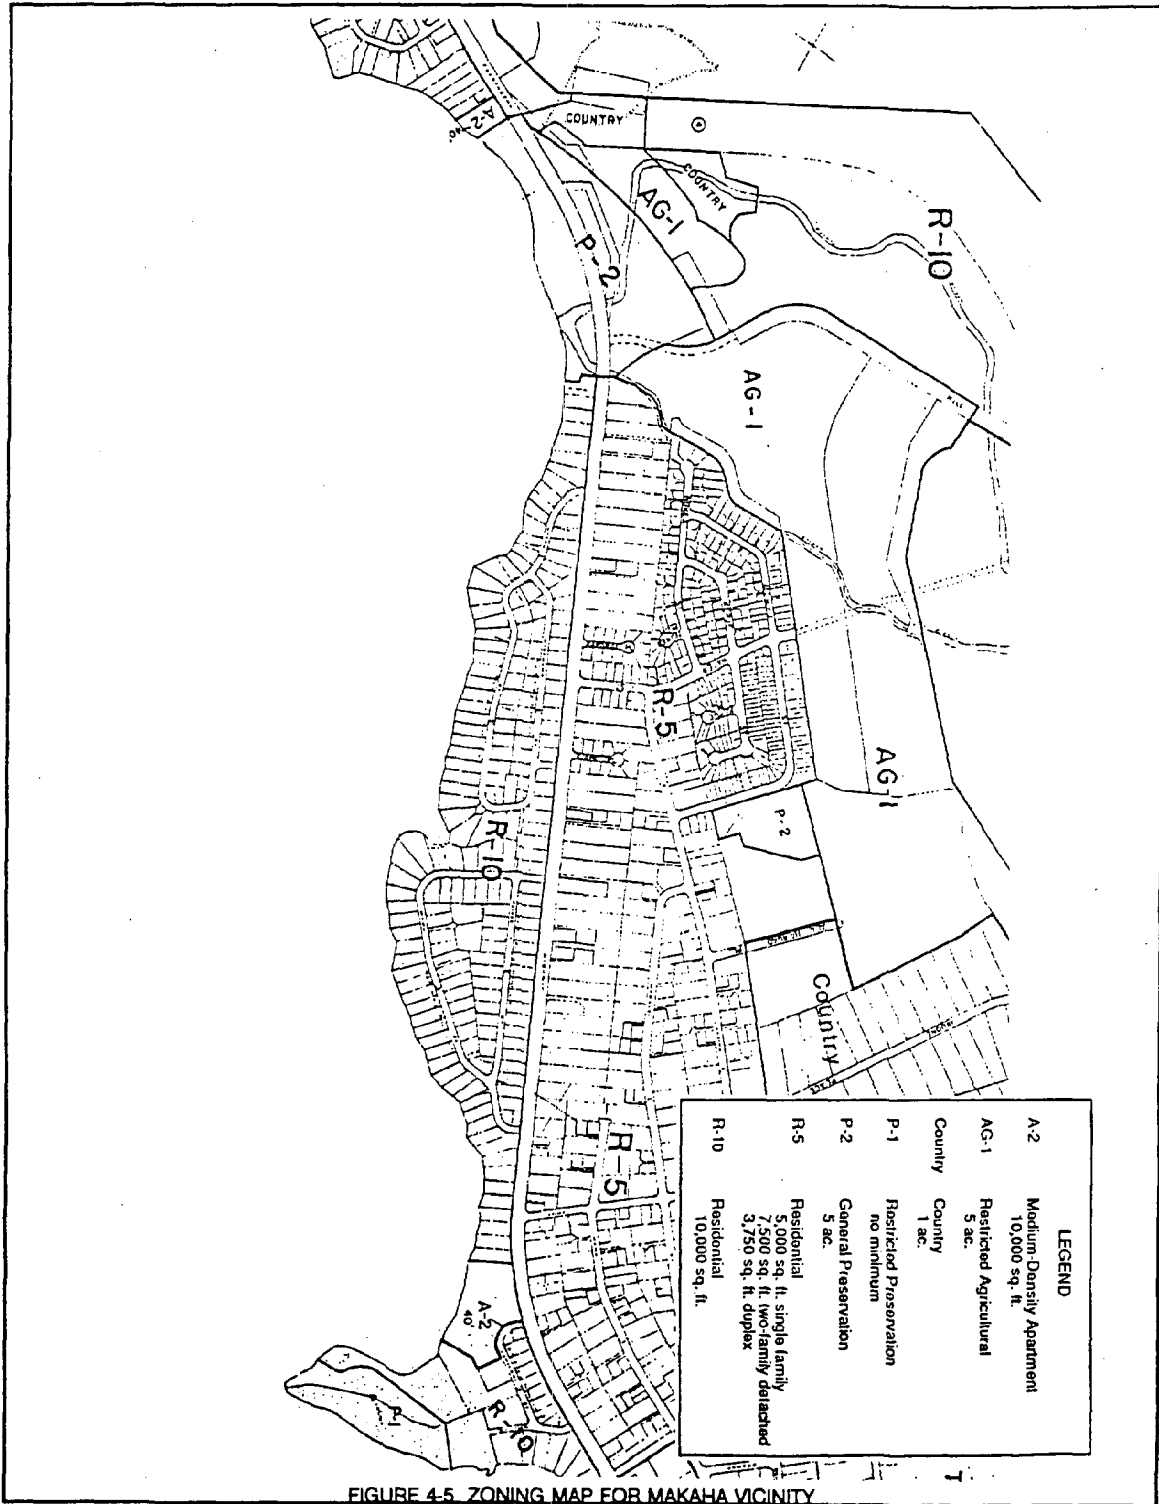 A-2
40'
COUNTRY
COUNTRY
AG-1
P-2
R-10
AG-1
R-5
AG-1
P-2
R-10
Country
R-5
A-2
40'
P-1
R-10
T
LEGEND
A-2 Medium-Density Apartment
10,000 sq. ft.
AG-1 Restricted Agricultural
5 ac.
Country Country
1 ac.
P-1 Restricted Preservation
no minimum
P-2 General Preservation
5 ac.
R-5 Residential
5,000 sq. ft. single family
7,500 sq. ft. two-family detached
3,750 sq. ft. duplex
R-10 Residential
10,000 sq. ft.
FIGURE 4-5. ZONING MAP FOR MAKAHA VICINITY